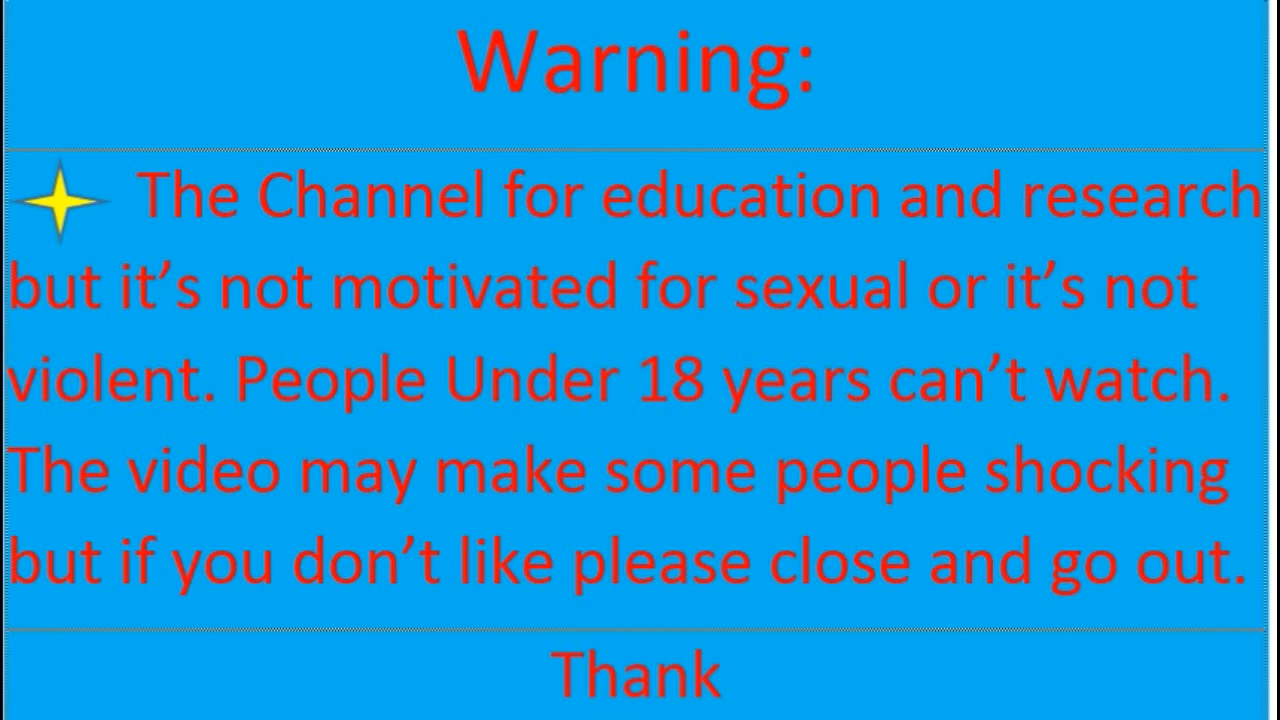 Warning:
The Channel for education and research
but it’s not motivated for sexual or it’s not
violent. People Under 18 years can’t watch.
The video may make some people shocking
but if you don’t like please close and go out.
Thank